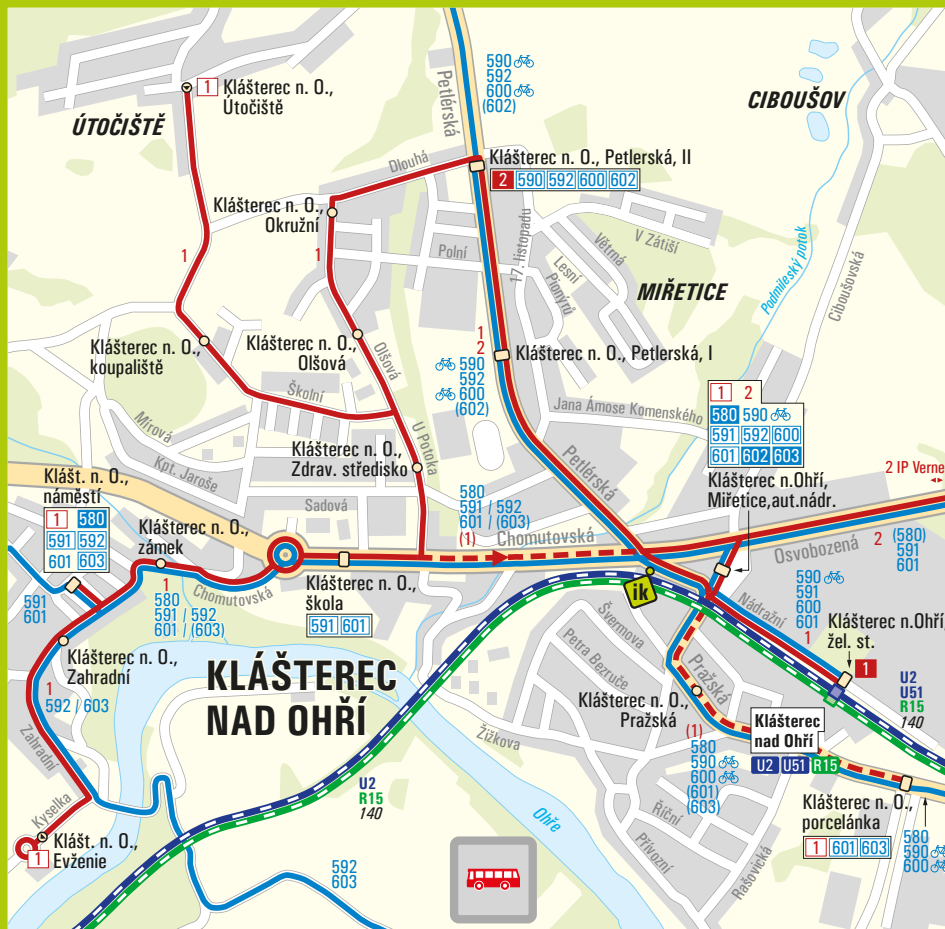 590
592
600
(602)
Petlérská
CIBOUŠOV
1
Klášterec n. O.,
Útočiště
ÚTOČIŠTĚ
Dlouhá
Klášterec n. O., Petlerská, II
2 590 592 600 602
Klášterec n. O.,
Okružní
17. listopadu
V Zátiší
Větrná
Lesní
Pionýrů
Polní
Podmileský potok
Ciboušovská
1
1
MIŘETICE
1
2
590
592
600
(602)
Klášterec n. O., Petlerská, I
Klášterec n. O.,
koupaliště
Klášterec n. O.,
Olšová
Olšová
Školní
Jana Ámose Komenského
1 2
580 590
591 592 600
601 602 603
Klášterec n.Ohří,
Miřetice,aut.nádr.
Mírová
Kpt. Jaroše
U Potoka
Klášterec n. O.,
Zdrav. středisko
Petlérská
2 IP Verne
Klášt. n. O.,
náměstí
1 580
591 592
601 603
Sadová
580
591 / 592
601 / (603)
(1)
Chomutovská
Klášterec n. O.,
zámek
Osvobozená
2
(580)
591
601
Klášterec n. O.,
škola
591 601
1
580
591 / 592
601 / (603)
Chomutovská
591
601
ik
590
591
600
601
1
Nádražní
Klášterec n.Ohří,
žel. st.
1
Švermova
Petra Bezruče
Pražská
Klášterec n. O.,
Zahradní
1
592 / 603
Zahradní
KLÁŠTEREC
NAD OHŘÍ
Klášterec n. O.,
Pražská
U2
U51
R15
140
Klášterec
nad Ohří
U2 U51 R15
Žižkova
(1)
580
590
600
(601)
(603)
Kyselka
U2
R15
140
Ohře
Říční
Přívozní
Rašovická
Klášterec n. O.,
porcelánka
1 601 603
580
590
600
1
Klášt. n. O.,
Evženie
592
603